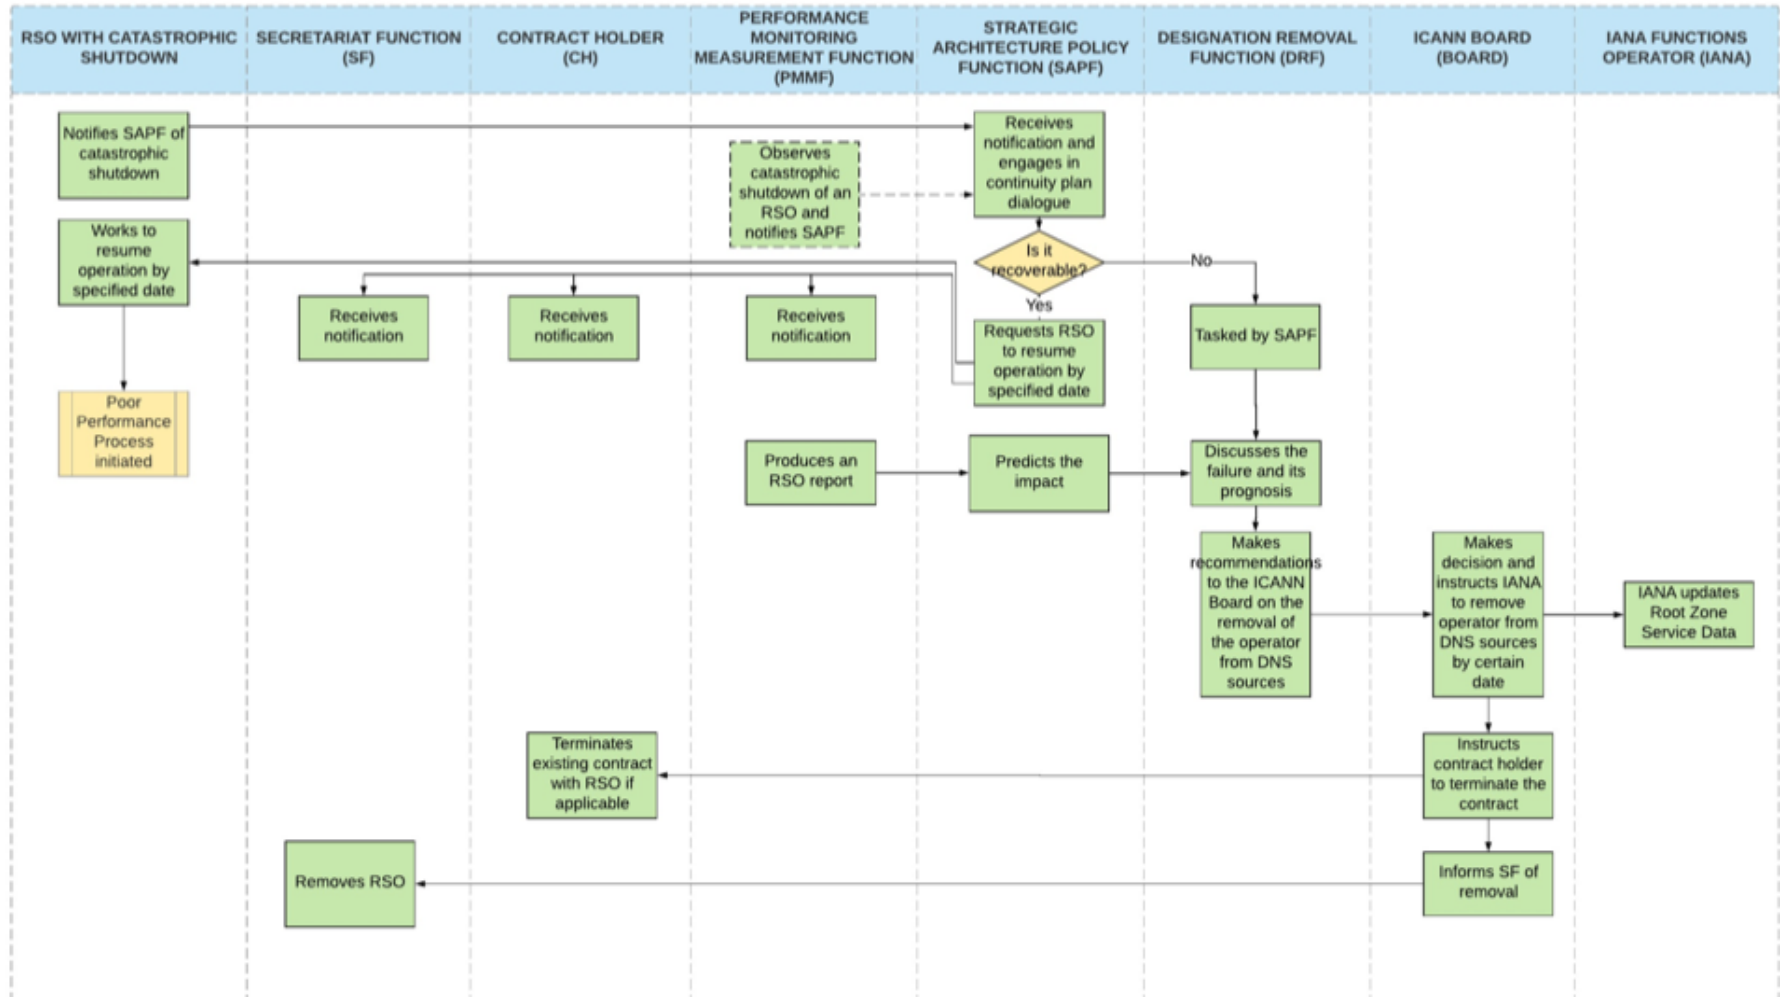 RSO WITH CATASTROPHIC
SHUTDOWN
SECRETARIAT FUNCTION
(SF)
CONTRACT HOLDER
(CH)
PERFORMANCE
MONITORING
MEASUREMENT FUNCTION
(PMMF)
STRATEGIC
ARCHITECTURE POLICY
FUNCTION (SAPF)
DESIGNATION REMOVAL
FUNCTION (DRF)
ICANN BOARD
(BOARD)
IANA FUNCTIONS
OPERATOR (IANA)
Notifies SAPF of
catastrophic
shutdown
Observes
catastrophic
shutdown of an
RSO and
notifies SAPF
Receives
notification and
engages in
continuity plan
dialogue
Works to
resume
operation by
specified date
Is it
recoverable?
No
Yes
Receives
notification
Receives
notification
Receives
notification
Requests RSO
to resume
operation by
specified date
Tasked by SAPF
Poor
Performance
Process
initiated
Produces an
RSO report
Predicts the
impact
Discusses the
failure and its
prognosis
Makes
recommendations
to the ICANN
Board on the
removal of
the operator
from DNS
sources
Makes
decision and
instructs IANA
to remove
operator from
DNS sources
by certain
date
IANA updates
Root Zone
Service Data
Terminates
existing contract
with RSO if
applicable
Instructs
contract holder
to terminate the
contract
Removes RSO
Informs SF of
removal